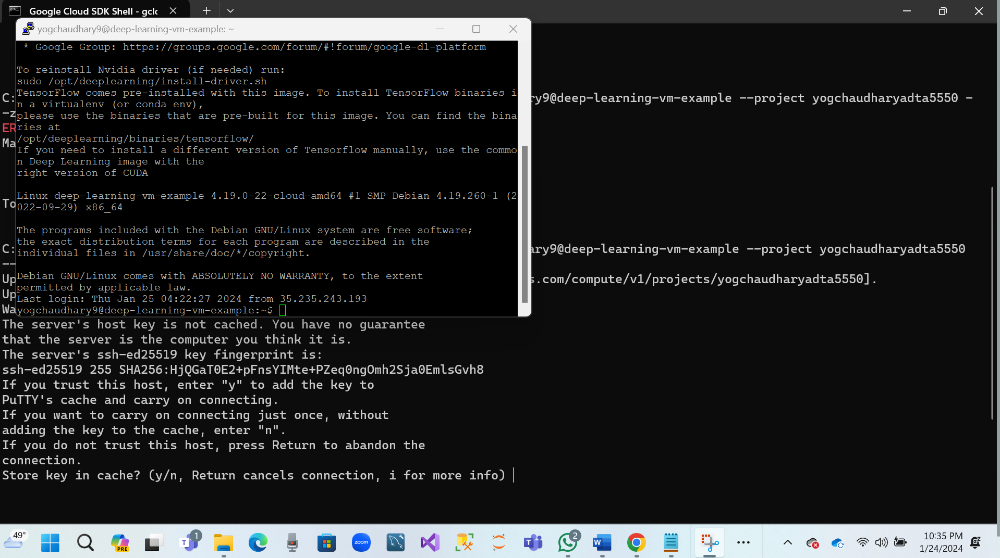 Google Cloud SDK Shell - gclc
yogchaudhary9@deep-learning-vm-example: ~
* Google Group: https://groups.google.com/forum/#!forum/google-dl-platform
To reinstall Nvidia driver (if needed) run:
sudo /opt/deeplearning/install-driver.sh
TensorFlow comes pre-installed with this image. To install TensorFlow binaries i
n a virtualenv (or conda env),
please use the binaries that are pre-built for this image. You can find the bina
ries at
/opt/deeplearning/binaries/tensorflow/
If you need to install a different version of Tensorflow manually, use the commo
n Deep Learning image with the
right version of CUDA
Linux deep-learning-vm-example 4.19.0-22-cloud-amd64 #1 SMP Debian 4.19.260-1 (2
022-09-29) x86_64
The programs included with the Debian GNU/Linux system are free software;
the exact distribution terms for each program are described in the
individual files in /usr/share/doc/*/copyright.
Debian GNU/Linux comes with ABSOLUTELY NO WARRANTY, to the extent
permitted by applicable law.
Last login: Thu Jan 25 04:22:27 2024 from 35.235.243.193
yogchaudhary9@deep-learning-vm-example:~$
C:
ry9@deep-learning-vm-example --project yogchaudharyadta5550 -
-z
ER
Ma
To
C:
ary9@deep-learning-vm-example --project yogchaudharyadta5550
--
Up
s.com/compute/v1/projects/yogchaudharyadta5550].
Up
Wa
The server's host key is not cached. You have no guarantee
that the server is the computer you think it is.
The server's ssh-ed25519 key fingerprint is:
ssh-ed25519 255 SHA256:HjQGaT0E2+pFnsYIMte+PZeq0ngOmh2Sja0EmlsGvh8
If you trust this host, enter "y" to add the key to
PuTTY's cache and carry on connecting.
If you want to carry on connecting just once, without
adding the key to the cache, enter "n".
If you do not trust this host, press Return to abandon the
connection.
Store key in cache? (y/n, Return cancels connection, i for more info)
49°
PRE
1
zoom
2
10:35 PM
1/24/2024